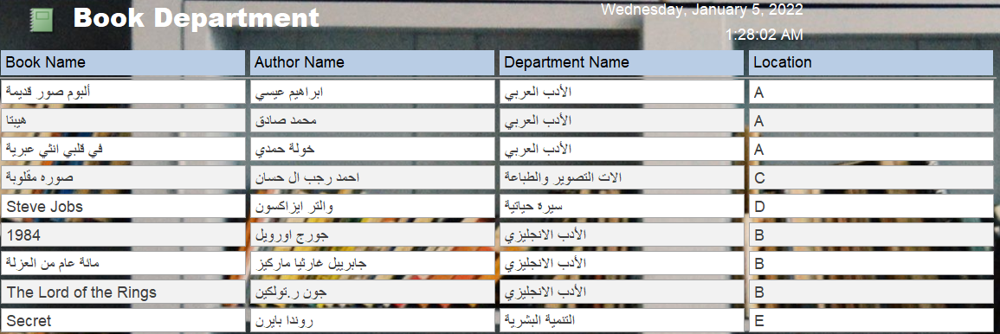 Book Department
Wednesday, January 5, 2022
1:28:02 AM
Book Name Author Name Department Name Location
ألبوم صور قديمة ابراهيم عيسي الأدب العربي A
هيبتا محمد صادق الأدب العربي A
في قلبي انثي عبرية خولة حمدي الأدب العربي A
صوره مقلوبة احمد رجب ال حسان الات التصوير والطباعة C
Steve Jobs والتر ايزاكسون سيرة حياتية D
1984 جورج اورويل الأدب الانجليزي B
مائة عام من العزلة جابرييل غارثيا ماركيز الأدب الانجليزي B
The Lord of the Rings جون ر.تولكين الأدب الانجليزي B
Secret روندا بايرن التنمية البشرية E